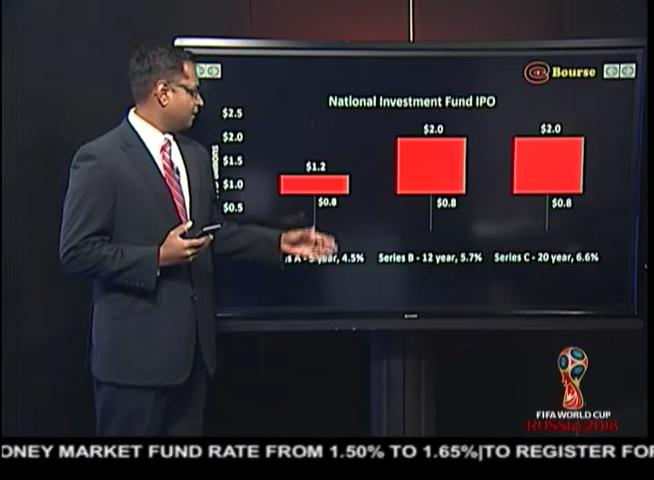 Bourse
National Investment Fund IPO
$2.5
$2.0
$1.5
$1.0
$0.5
$1.2
$2.0
$2.0
$0.8
$0.8
$0.8
year, 4.5%
Series B - 12 year, 5.7%
Series C - 20 year, 6.6%
FIFA WORLD CUP
RUSSIA 2018
ONEY MARKET FUND RATE FROM 1.50% TO 1.65%|TO REGISTER FOR